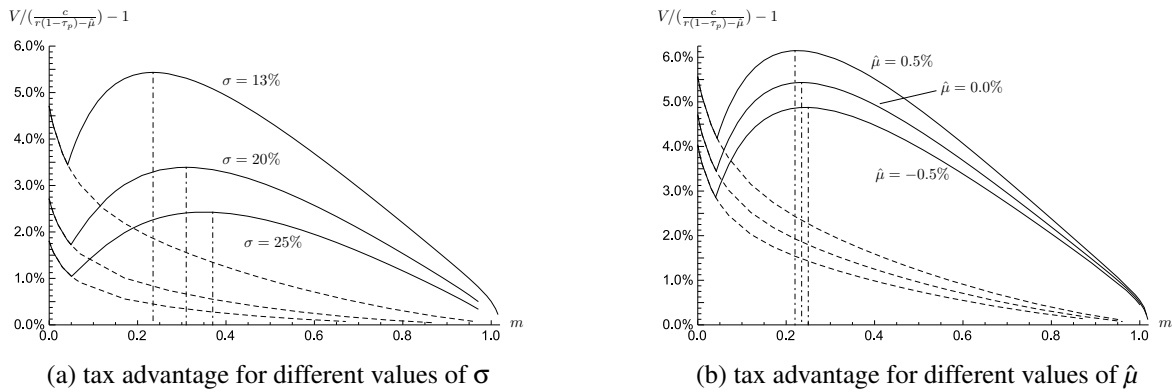 V/(c/(r(1−τ_p)−μ̂)) − 1
6.0%
5.0%
4.0%
3.0%
2.0%
1.0%
0.0%
σ = 13%
σ = 20%
σ = 25%
0.0 0.2 0.4 0.6 0.8 1.0 m
(a) tax advantage for different values of σ
V/(c/(r(1−τ_p)−μ̂)) − 1
6.0%
5.0%
4.0%
3.0%
2.0%
1.0%
0.0%
μ̂ = 0.5%
μ̂ = 0.0%
μ̂ = −0.5%
0.0 0.2 0.4 0.6 0.8 1.0 m
(b) tax advantage for different values of μ̂